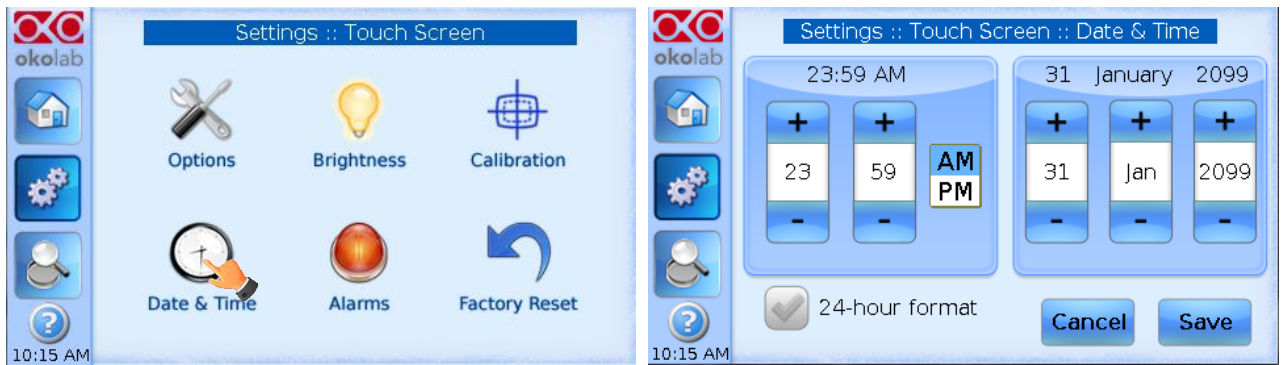 okolab
Settings :: Touch Screen
Options
Brightness
Calibration
Date & Time
Alarms
Factory Reset
?
10:15 AM
okolab
Settings :: Touch Screen :: Date & Time
23:59 AM
31 January 2099
+ + + + +
23 59 AM PM 31 Jan 2099
- - - - -
24-hour format
Cancel
Save
?
10:15 AM